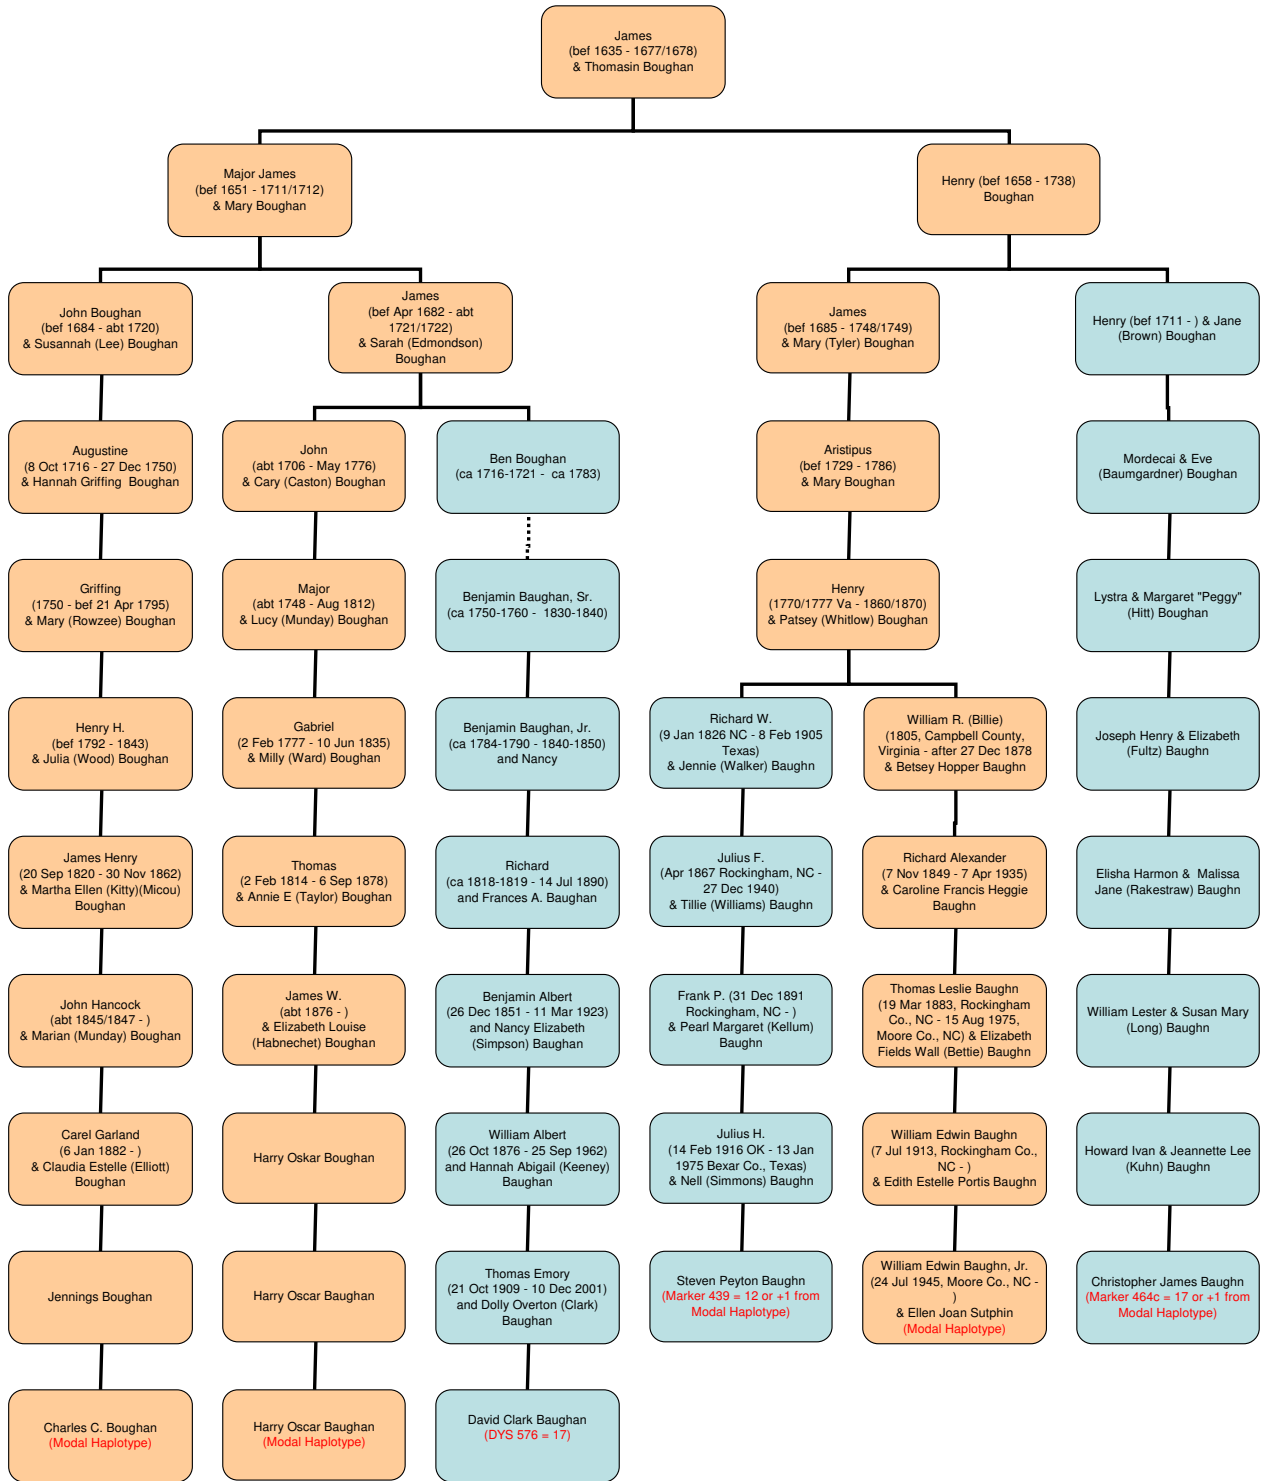 James
(bef 1635 - 1677/1678)
& Thomasin Boughan
Major James
(bef 1651 - 1711/1712)
& Mary Boughan
Henry (bef 1658 - 1738)
Boughan
John Boughan
(bef 1684 - abt 1720)
& Susannah (Lee) Boughan
James
(bef Apr 1682 - abt
1721/1722)
& Sarah (Edmondson)
Boughan
James
(bef 1685 - 1748/1749)
& Mary (Tyler) Boughan
Henry (bef 1711 - ) & Jane
(Brown) Boughan
Augustine
(8 Oct 1716 - 27 Dec 1750)
& Hannah Griffing  Boughan
John
(abt 1706 - May 1776)
& Cary (Caston) Boughan
Ben Boughan
(ca 1716-1721 -  ca 1783)
Aristipus
(bef 1729 - 1786)
& Mary Boughan
Mordecai & Eve
(Baumgardner) Boughan
Griffing
(1750 - bef 21 Apr 1795)
& Mary (Rowzee) Boughan
Major
(abt 1748 - Aug 1812)
& Lucy (Munday) Boughan
Benjamin Baughan, Sr.
(ca 1750-1760 -  1830-1840)
Henry
(1770/1777 Va - 1860/1870)
& Patsey (Whitlow) Boughan
Lystra & Margaret "Peggy"
(Hitt) Boughan
Henry H.
(bef 1792 - 1843)
& Julia (Wood) Boughan
Gabriel
(2 Feb 1777 - 10 Jun 1835)
& Milly (Ward) Boughan
Benjamin Baughan, Jr.
(ca 1784-1790 - 1840-1850)
and Nancy
Richard W.
(9 Jan 1826 NC - 8 Feb 1905
Texas)
& Jennie (Walker) Baughn
William R. (Billie)
(1805, Campbell County,
Virginia - after 27 Dec 1878
& Betsey Hopper Baughn
Joseph Henry & Elizabeth
(Fultz) Baughn
James Henry
(20 Sep 1820 - 30 Nov 1862)
& Martha Ellen (Kitty)(Micou)
Boughan
Thomas
(2 Feb 1814 - 6 Sep 1878)
& Annie E (Taylor) Boughan
Richard
(ca 1818-1819 - 14 Jul 1890)
and Frances A. Baughan
Julius F.
(Apr 1867 Rockingham, NC -
27 Dec 1940)
& Tillie (Williams) Baughn
Richard Alexander
(7 Nov 1849 - 7 Apr 1935)
& Caroline Francis Heggie
Baughn
Elisha Harmon &  Malissa
Jane (Rakestraw) Baughn
John Hancock
(abt 1845/1847 - )
& Marian (Munday) Boughan
James W.
(abt 1876 - )
& Elizabeth Louise
(Habnechet) Boughan
Benjamin Albert
(26 Dec 1851 - 11 Mar 1923)
and Nancy Elizabeth
(Simpson) Baughan
Frank P. (31 Dec 1891
Rockingham, NC - )
& Pearl Margaret (Kellum)
Baughn
Thomas Leslie Baughn
(19 Mar 1883, Rockingham
Co., NC - 15 Aug 1975,
Moore Co., NC) & Elizabeth
Fields Wall (Bettie) Baughn
William Lester & Susan Mary
(Long) Baughn
Carel Garland
(6 Jan 1882 - )
& Claudia Estelle (Elliott)
Boughan
Harry Oskar Boughan
William Albert
(26 Oct 1876 - 25 Sep 1962)
and Hannah Abigail (Keeney)
Baughan
Julius H.
(14 Feb 1916 OK - 13 Jan
1975 Bexar Co., Texas)
& Nell (Simmons) Baughn
William Edwin Baughn
(7 Jul 1913, Rockingham Co.,
NC - )
& Edith Estelle Portis Baughn
Howard Ivan & Jeannette Lee
(Kuhn) Baughn
Jennings Boughan
Harry Oscar Baughan
Thomas Emory
(21 Oct 1909 - 10 Dec 2001)
and Dolly Overton (Clark)
Baughan
Steven Peyton Baughn
(Marker 439 = 12 or +1 from
Modal Haplotype)
William Edwin Baughn, Jr.
(24 Jul 1945, Moore Co., NC -
)
& Ellen Joan Sutphin
(Modal Haplotype)
Christopher James Baughn
(Marker 464c = 17 or +1 from
Modal Haplotype)
Charles C. Boughan
(Modal Haplotype)
Harry Oscar Baughan
(Modal Haplotype)
David Clark Baughan
(DYS 576 = 17)